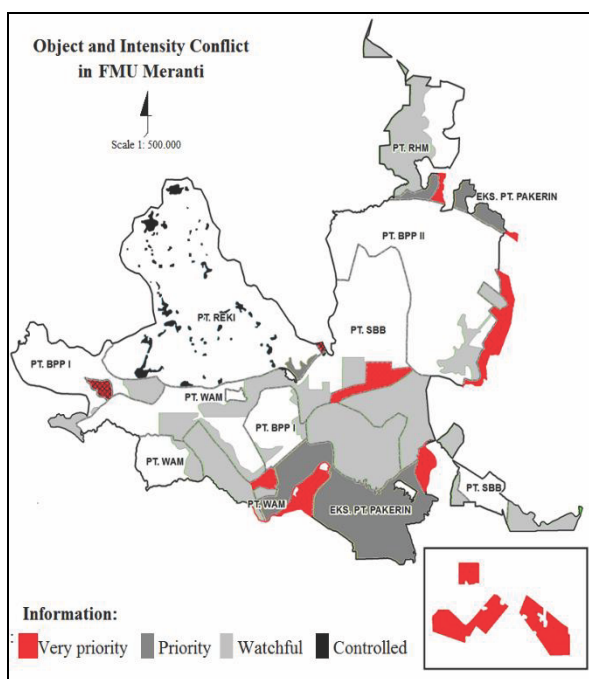 Object and Intensity Conflict
in FMU Meranti
Scale 1: 500.000
PT. RHM
EKS. PT. PAKERIN
PT. BPP II
PT. REKI
PT. SBB
PT. BPP I
PT. WAM
PT. BPP I
PT. WAM
PT. WAM
EKS. PT. PAKERIN
PT. SBB
Information:
: Very priority Priority Watchful Controlled